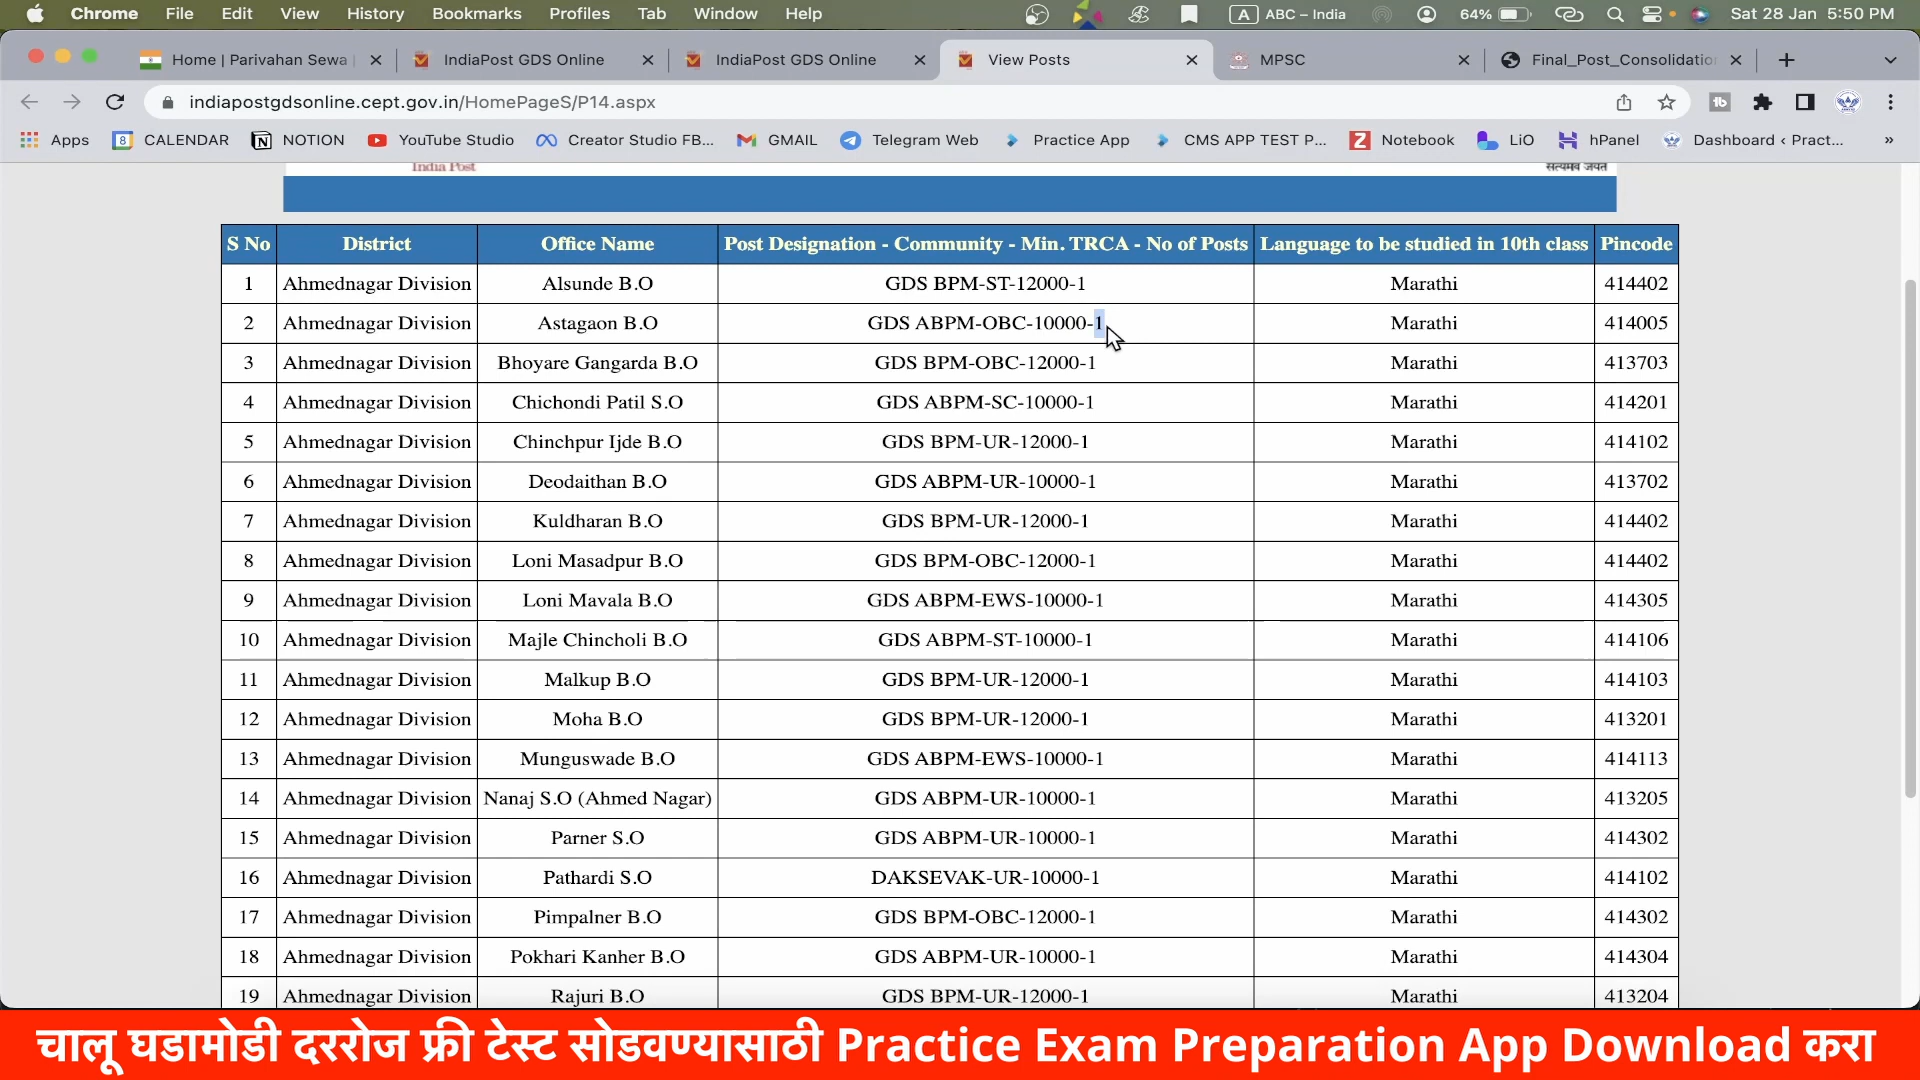 Chrome File Edit View History Bookmarks Profiles Tab Window Help A ABC – India 64% Sat 28 Jan 5:50 PM
Home | Parivahan Sewa | IndiaPost GDS Online IndiaPost GDS Online View Posts MPSC Final_Post_Consolidatio
indiapostgdsonline.cept.gov.in/HomePageS/P14.aspx
Apps CALENDAR NOTION YouTube Studio Creator Studio FB... GMAIL Telegram Web Practice App CMS APP TEST P... Notebook LiO hPanel Dashboard ‹ Pract... »
India Post सत्यमेव जयते
S No District Office Name Post Designation - Community - Min. TRCA - No of Posts Language to be studied in 10th class Pincode
1 Ahmednagar Division Alsunde B.O GDS BPM-ST-12000-1 Marathi 414402
2 Ahmednagar Division Astagaon B.O GDS ABPM-OBC-10000-1 Marathi 414005
3 Ahmednagar Division Bhoyare Gangarda B.O GDS BPM-OBC-12000-1 Marathi 413703
4 Ahmednagar Division Chichondi Patil S.O GDS ABPM-SC-10000-1 Marathi 414201
5 Ahmednagar Division Chinchpur Ijde B.O GDS BPM-UR-12000-1 Marathi 414102
6 Ahmednagar Division Deodaithan B.O GDS ABPM-UR-10000-1 Marathi 413702
7 Ahmednagar Division Kuldharan B.O GDS BPM-UR-12000-1 Marathi 414402
8 Ahmednagar Division Loni Masadpur B.O GDS BPM-OBC-12000-1 Marathi 414402
9 Ahmednagar Division Loni Mavala B.O GDS ABPM-EWS-10000-1 Marathi 414305
10 Ahmednagar Division Majle Chincholi B.O GDS ABPM-ST-10000-1 Marathi 414106
11 Ahmednagar Division Malkup B.O GDS BPM-UR-12000-1 Marathi 414103
12 Ahmednagar Division Moha B.O GDS BPM-UR-12000-1 Marathi 413201
13 Ahmednagar Division Munguswade B.O GDS ABPM-EWS-10000-1 Marathi 414113
14 Ahmednagar Division Nanaj S.O (Ahmed Nagar) GDS ABPM-UR-10000-1 Marathi 413205
15 Ahmednagar Division Parner S.O GDS ABPM-UR-10000-1 Marathi 414302
16 Ahmednagar Division Pathardi S.O DAKSEVAK-UR-10000-1 Marathi 414102
17 Ahmednagar Division Pimpalner B.O GDS BPM-OBC-12000-1 Marathi 414302
18 Ahmednagar Division Pokhari Kanher B.O GDS ABPM-UR-10000-1 Marathi 414304
19 Ahmednagar Division Rajuri B.O GDS BPM-UR-12000-1 Marathi 413204
चालू घडामोडी दररोज फ्री टेस्ट सोडवण्यासाठी Practice Exam Preparation App Download करा